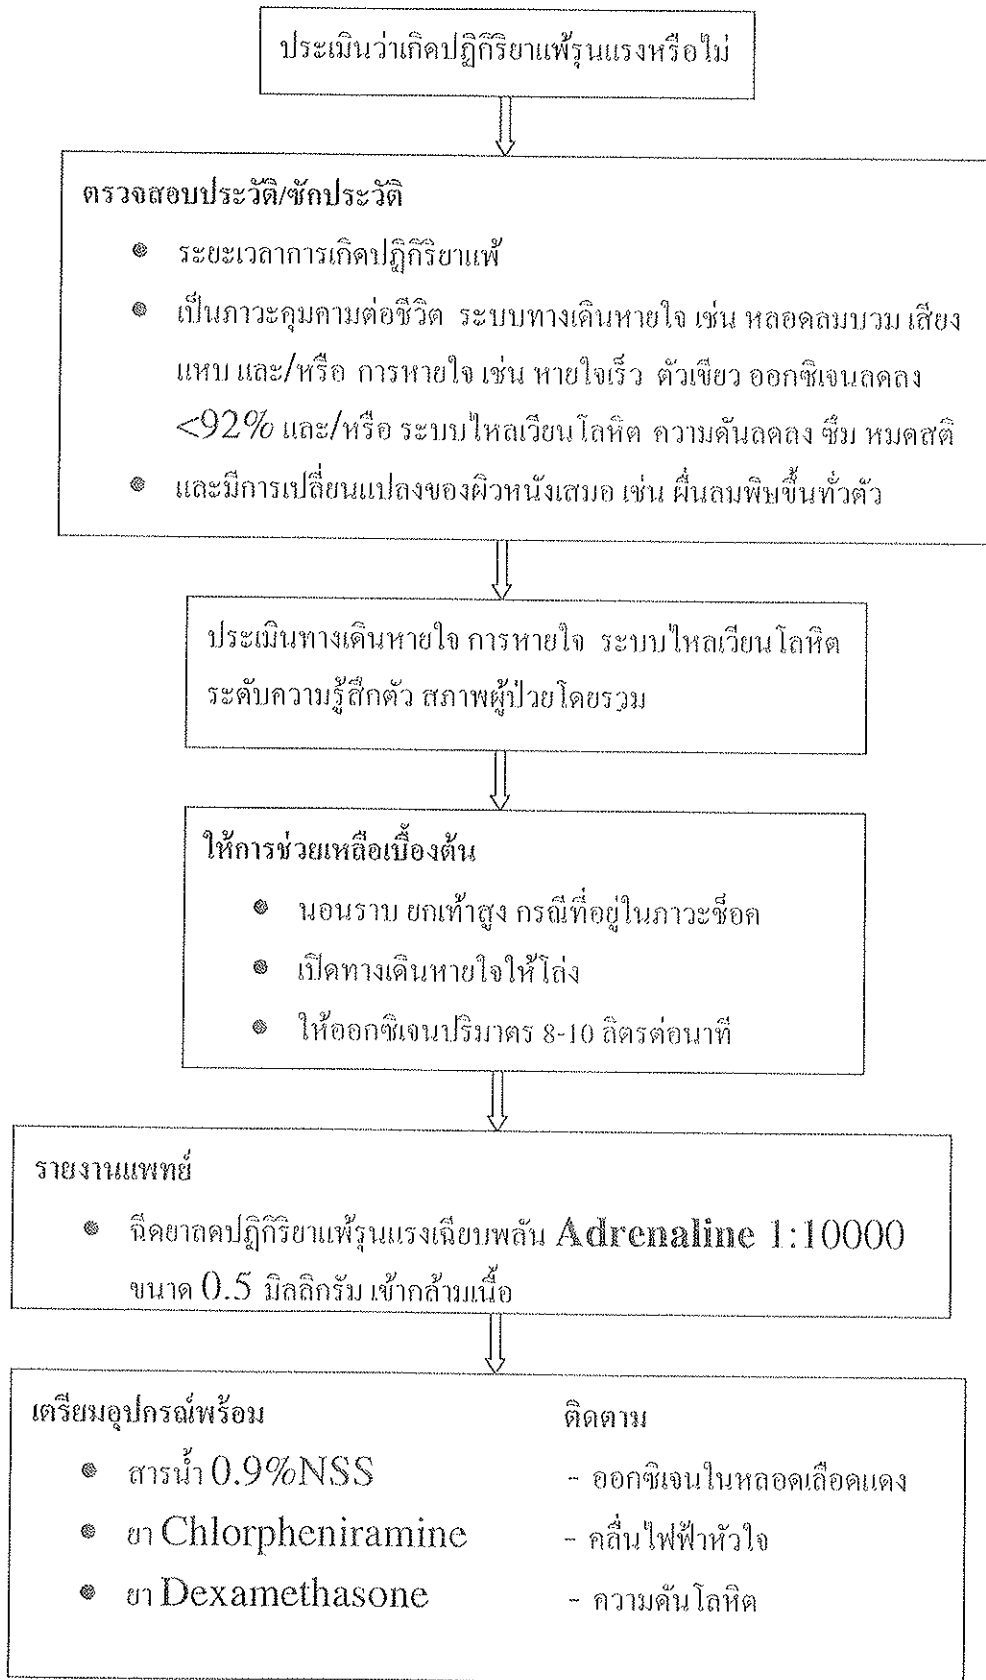 ประเมินว่าเกิดปฏิกิริยาแพ้รุนแรงหรือไม่
ตรวจสอบประวัติ/ซักประวัติ
ระยะเวลาการเกิดปฏิกิริยาแพ้
เป็นภาวะคุมคามต่อชีวิต ระบบทางเดินหายใจ เช่น หลอดลมบวม เสียง
แหบ และ/หรือ การหายใจ เช่น หายใจเร็ว ตัวเขียว ออกซิเจนลดลง
<92% และ/หรือ ระบบไหลเวียนโลหิต ความดันลดลง ซึม หมดสติ
และมีการเปลี่ยนแปลงของผิวหนังเสมอ เช่น ผื่นลมพิษขึ้นทั่วตัว
ประเมินทางเดินหายใจ การหายใจ ระบบไหลเวียนโลหิต
ระดับความรู้สึกตัว สภาพผู้ป่วยโดยรวม
ให้การช่วยเหลือเบื้องต้น
นอนราบ ยกเท้าสูง กรณีที่อยู่ในภาวะช็อค
เปิดทางเดินหายใจให้โล่ง
ให้ออกซิเจนปริมาตร 8-10 ลิตรต่อนาที
รายงานแพทย์
ฉีดยาลดปฏิกิริยาแพ้รุนแรงเฉียบพลัน Adrenaline 1:10000
ขนาด 0.5 มิลลิกรัม เข้ากล้ามเนื้อ
เตรียมอุปกรณ์พร้อม
สารน้ำ 0.9%NSS
ยา Chlorpheniramine
ยา Dexamethasone
ติดตาม
- ออกซิเจนในหลอดเลือดแดง
- คลื่นไฟฟ้าหัวใจ
- ความดันโลหิต